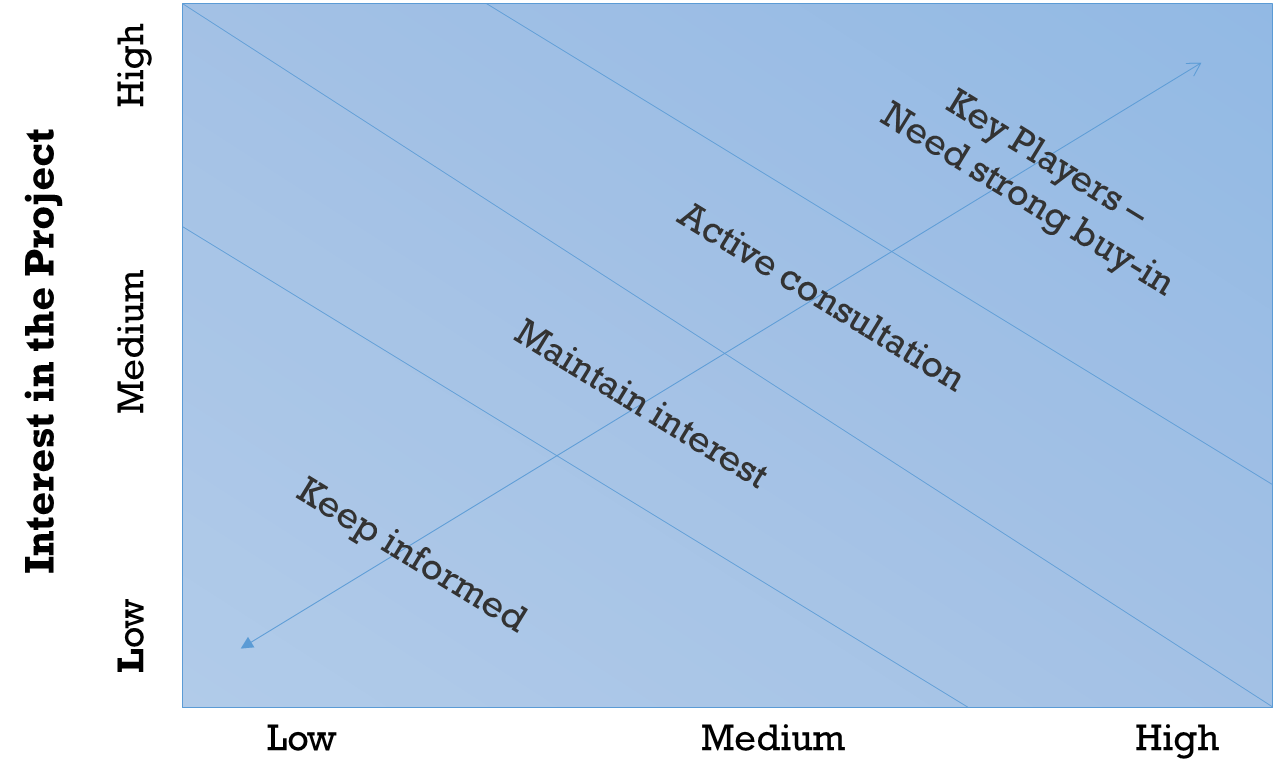 Interest in the Project
High
Medium
Low
Key Players –
Need strong buy-in
Active consultation
Maintain interest
Keep informed
Low
Medium
High